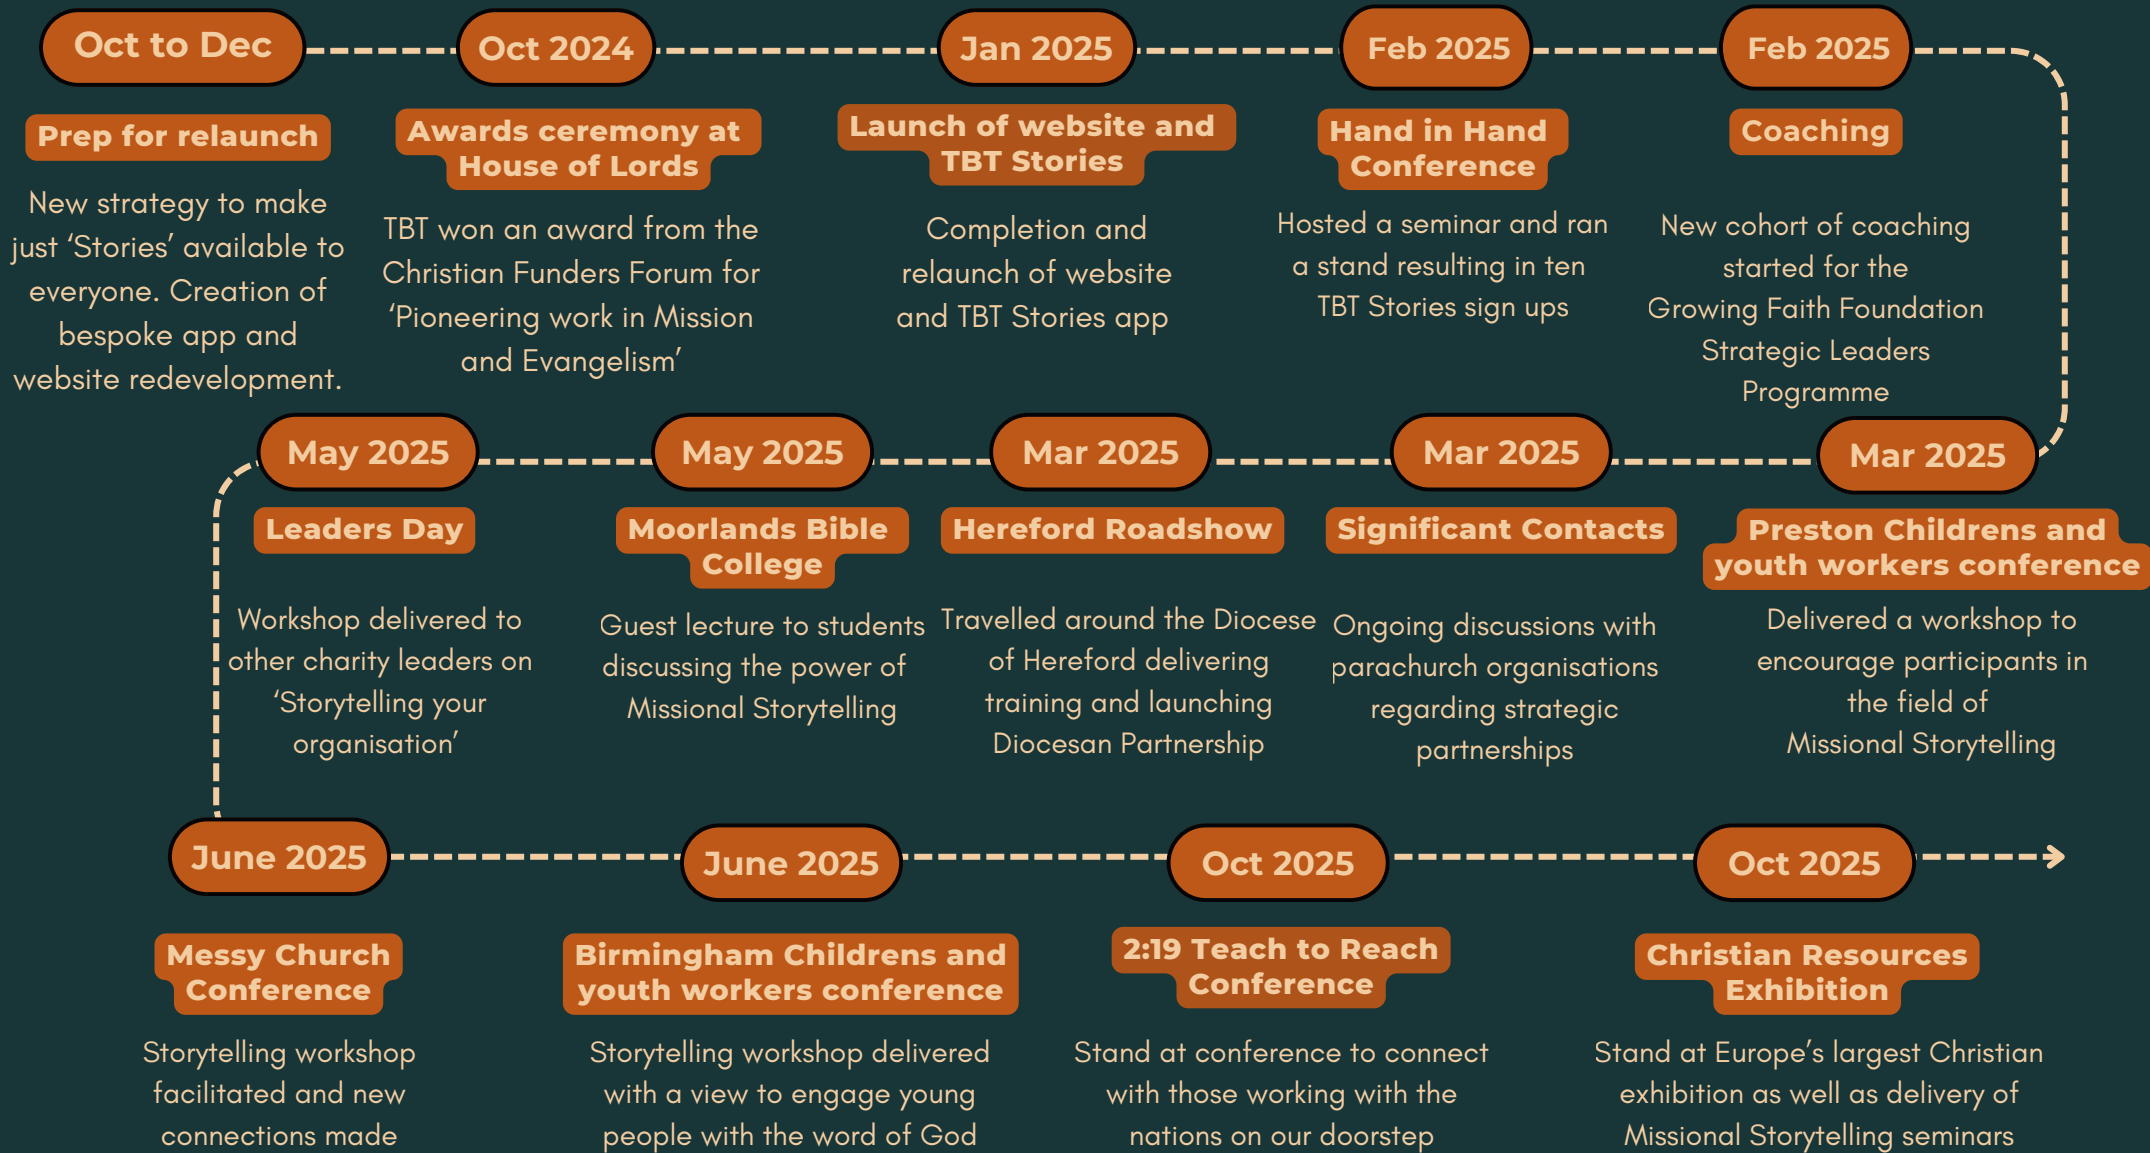 Oct to Dec
Prep for relaunch
New strategy to make
just ‘Stories’ available to
everyone. Creation of
bespoke app and
website redevelopment.
Oct 2024
Awards ceremony at
House of Lords
TBT won an award from the
Christian Funders Forum for
‘Pioneering work in Mission
and Evangelism’
Jan 2025
Launch of website and
TBT Stories
Completion and
relaunch of website
and TBT Stories app
Feb 2025
Hand in Hand
Conference
Hosted a seminar and ran
a stand resulting in ten
TBT Stories sign ups
Feb 2025
Coaching
New cohort of coaching
started for the
Growing Faith Foundation
Strategic Leaders
Programme
Mar 2025
Preston Childrens and
youth workers conference
Delivered a workshop to
encourage participants in
the field of
Missional Storytelling
Mar 2025
Significant Contacts
Ongoing discussions with
parachurch organisations
regarding strategic
partnerships
Mar 2025
Hereford Roadshow
Travelled around the Diocese
of Hereford delivering
training and launching
Diocesan Partnership
May 2025
Moorlands Bible
College
Guest lecture to students
discussing the power of
Missional Storytelling
May 2025
Leaders Day
Workshop delivered to
other charity leaders on
‘Storytelling your
organisation’
June 2025
Messy Church
Conference
Storytelling workshop
facilitated and new
connections made
June 2025
Birmingham Childrens and
youth workers conference
Storytelling workshop delivered
with a view to engage young
people with the word of God
Oct 2025
2:19 Teach to Reach
Conference
Stand at conference to connect
with those working with the
nations on our doorstep
Oct 2025
Christian Resources
Exhibition
Stand at Europe’s largest Christian
exhibition as well as delivery of
Missional Storytelling seminars